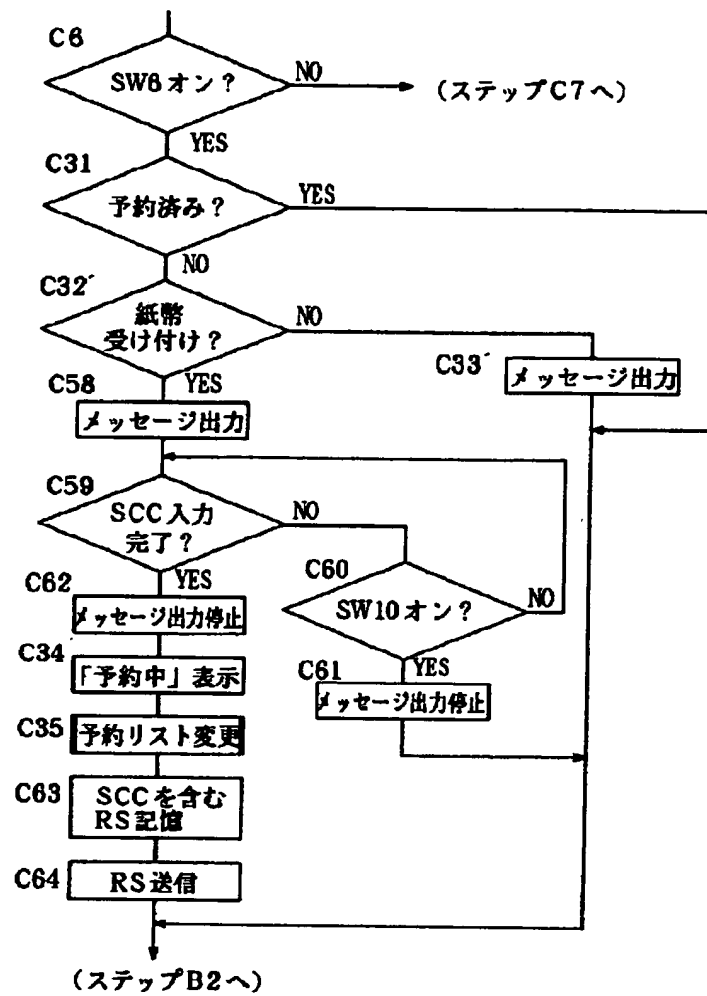 C6
SW6オン？
NO
(ステップC7へ)
YES
C31
予約済み？
YES
NO
C32´
紙幣
受け付け？
NO
C33´
メッセージ出力
C58
YES
メッセージ出力
C59
SCC入力
完了？
NO
C60
SW10オン？
NO
C62
YES
メッセージ出力停止
C61
YES
メッセージ出力停止
C34
「予約中」表示
C35
予約リスト変更
C63
SCCを含む
RS記憶
C64
RS送信
(ステップB2へ)